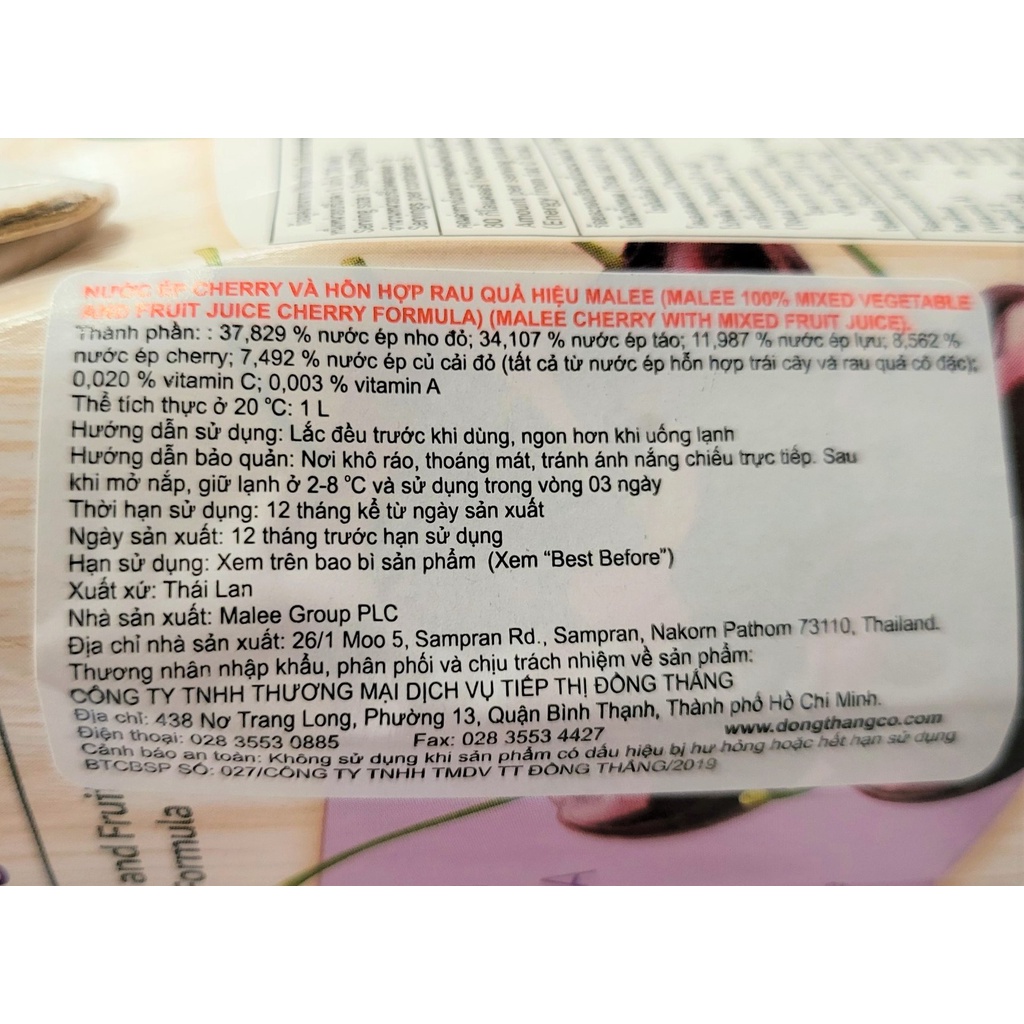 NƯỚC ÉP CHERRY VÀ HỖN HỢP RAU QUẢ HIỆU MALEE (MALEE 100% MIXED VEGETABLE
AND FRUIT JUICE CHERRY FORMULA) (MALEE CHERRY WITH MIXED FRUIT JUICE).
Thành phần: : 37,829 % nước ép nho đỏ; 34,107 % nước ép táo; 11,987 % nước ép lựu; 8,562 %
nước ép cherry; 7,492 % nước ép củ cải đỏ (tất cả từ nước ép hỗn hợp trái cây và rau quả cô đặc);
0,020 % vitamin C; 0,003 % vitamin A
Thể tích thực ở 20 °C: 1 L
Hướng dẫn sử dụng: Lắc đều trước khi dùng, ngon hơn khi uống lạnh
Hướng dẫn bảo quản: Nơi khô ráo, thoáng mát, tránh ánh nắng chiếu trực tiếp. Sau
khi mở nắp, giữ lạnh ở 2-8 °C và sử dụng trong vòng 03 ngày
Thời hạn sử dụng: 12 tháng kể từ ngày sản xuất
Ngày sản xuất: 12 tháng trước hạn sử dụng
Hạn sử dụng: Xem trên bao bì sản phẩm (Xem “Best Before”)
Xuất xứ: Thái Lan
Nhà sản xuất: Malee Group PLC
Địa chỉ nhà sản xuất: 26/1 Moo 5, Sampran Rd., Sampran, Nakorn Pathom 73110, Thailand.
Thương nhân nhập khẩu, phân phối và chịu trách nhiệm về sản phẩm:
CÔNG TY TNHH THƯƠNG MẠI DỊCH VỤ TIẾP THỊ ĐÔNG THĂNG
Địa chỉ: 438 Nơ Trang Long, Phường 13, Quận Bình Thạnh, Thành phố Hồ Chí Minh.
Điện thoại: 028 3553 0885 Fax: 028 3553 4427 www.dongthangco.com
Cảnh báo an toàn: Không sử dụng khi sản phẩm có dấu hiệu bị hư hỏng hoặc hết hạn sử dụng
BTCBSP SỐ: 027/CÔNG TY TNHH TMDV TT ĐÔNG THĂNG/2019
and Fruit
Formula